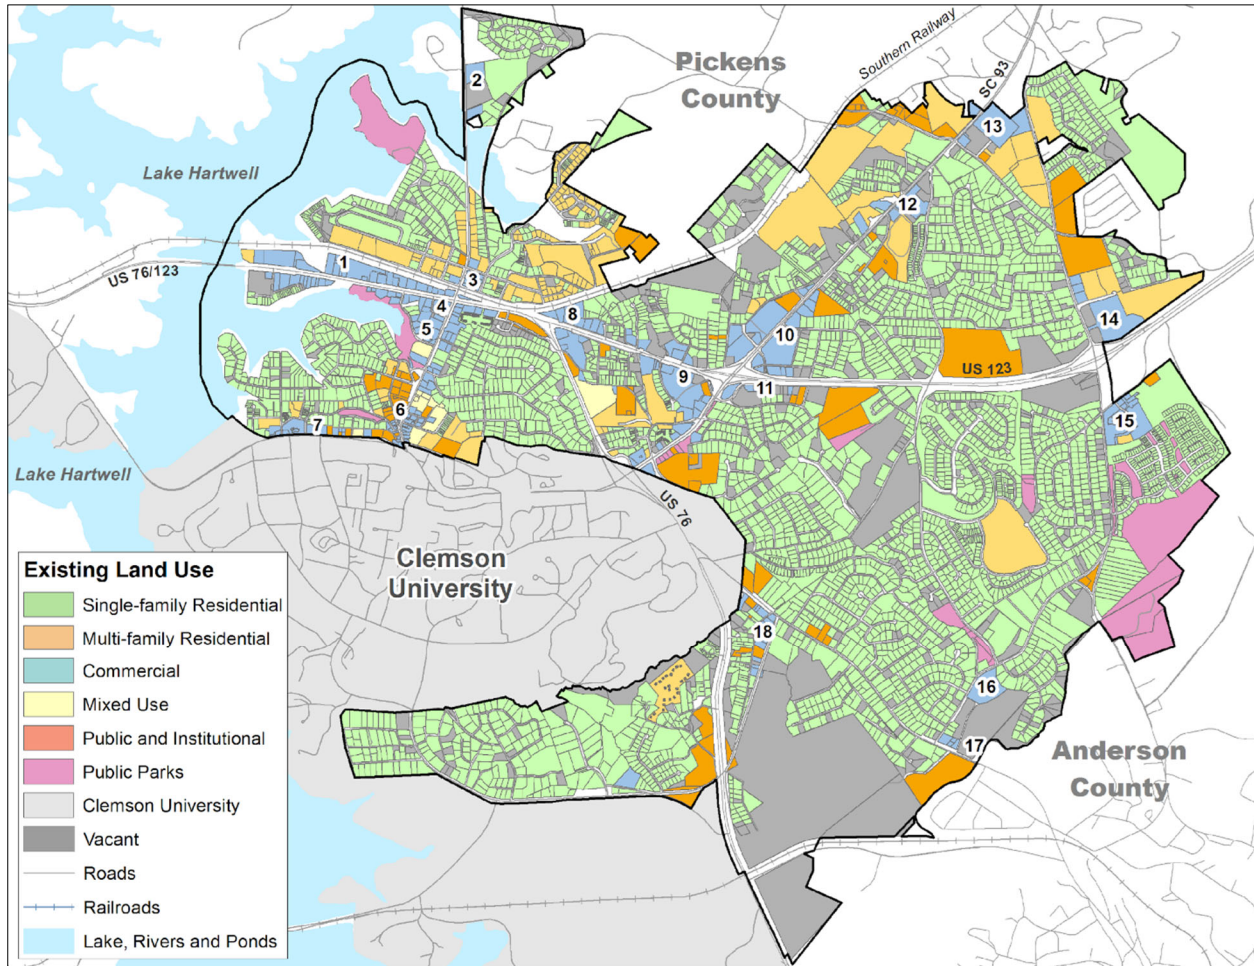 Pickens
County
Southern Railway
SC 93
2
13
Lake Hartwell
12
US 76/123
1
3
4
8
5
10
14
9
US 123
11
6
15
7
Lake Hartwell
US 76
Clemson
University
18
16
17
Anderson
County
Existing Land Use
Single-family Residential
Multi-family Residential
Commercial
Mixed Use
Public and Institutional
Public Parks
Clemson University
Vacant
Roads
Railroads
Lake, Rivers and Ponds